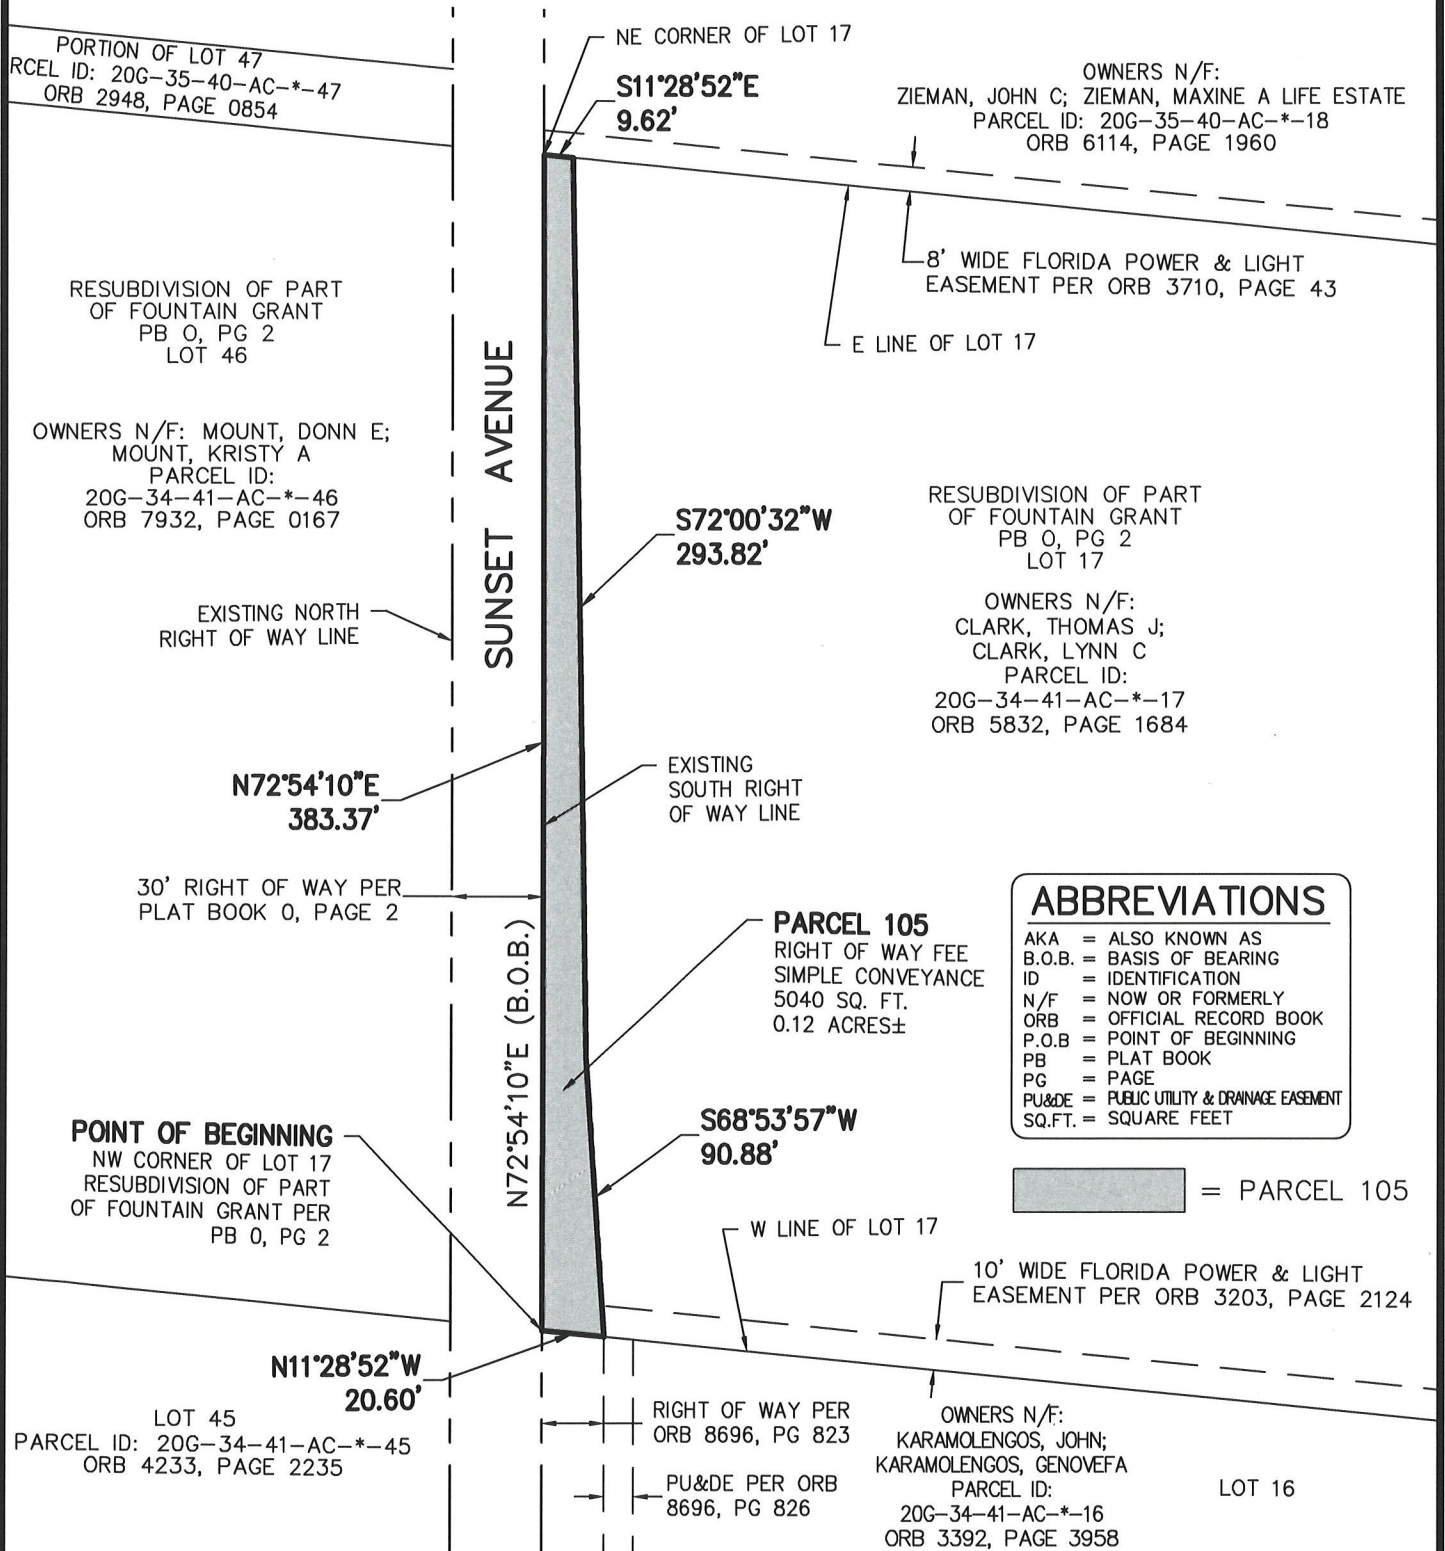 PORTION OF LOT 47
RCEL ID: 20G-35-40-AC-*-47
ORB 2948, PAGE 0854
NE CORNER OF LOT 17
S11°28'52"E
9.62'
OWNERS N/F:
ZIEMAN, JOHN C; ZIEMAN, MAXINE A LIFE ESTATE
PARCEL ID: 20G-35-40-AC-*-18
ORB 6114, PAGE 1960
8' WIDE FLORIDA POWER & LIGHT
EASEMENT PER ORB 3710, PAGE 43
E LINE OF LOT 17
RESUBDIVISION OF PART
OF FOUNTAIN GRANT
PB O, PG 2
LOT 46
OWNERS N/F: MOUNT, DONN E;
MOUNT, KRISTY A
PARCEL ID:
20G-34-41-AC-*-46
ORB 7932, PAGE 0167
SUNSET AVENUE
S72°00'32"W
293.82'
RESUBDIVISION OF PART
OF FOUNTAIN GRANT
PB O, PG 2
LOT 17
OWNERS N/F:
CLARK, THOMAS J;
CLARK, LYNN C
PARCEL ID:
20G-34-41-AC-*-17
ORB 5832, PAGE 1684
EXISTING NORTH
RIGHT OF WAY LINE
N72°54'10"E
383.37'
EXISTING
SOUTH RIGHT
OF WAY LINE
30' RIGHT OF WAY PER
PLAT BOOK O, PAGE 2
N72°54'10"E (B.O.B.)
PARCEL 105
RIGHT OF WAY FEE
SIMPLE CONVEYANCE
5040 SQ. FT.
0.12 ACRES±
ABBREVIATIONS
AKA = ALSO KNOWN AS
B.O.B. = BASIS OF BEARING
ID = IDENTIFICATION
N/F = NOW OR FORMERLY
ORB = OFFICIAL RECORD BOOK
P.O.B = POINT OF BEGINNING
PB = PLAT BOOK
PG = PAGE
PU&DE = PUBLIC UTILITY & DRAINAGE EASEMENT
SQ.FT. = SQUARE FEET
= PARCEL 105
POINT OF BEGINNING
NW CORNER OF LOT 17
RESUBDIVISION OF PART
OF FOUNTAIN GRANT PER
PB O, PG 2
S68°53'57"W
90.88'
W LINE OF LOT 17
10' WIDE FLORIDA POWER & LIGHT
EASEMENT PER ORB 3203, PAGE 2124
N11°28'52"W
20.60'
LOT 45
PARCEL ID: 20G-34-41-AC-*-45
ORB 4233, PAGE 2235
RIGHT OF WAY PER
ORB 8696, PG 823
PU&DE PER ORB
8696, PG 826
OWNERS N/F:
KARAMOLENGOS, JOHN;
KARAMOLENGOS, GENOVEFA
PARCEL ID:
20G-34-41-AC-*-16
ORB 3392, PAGE 3958
LOT 16